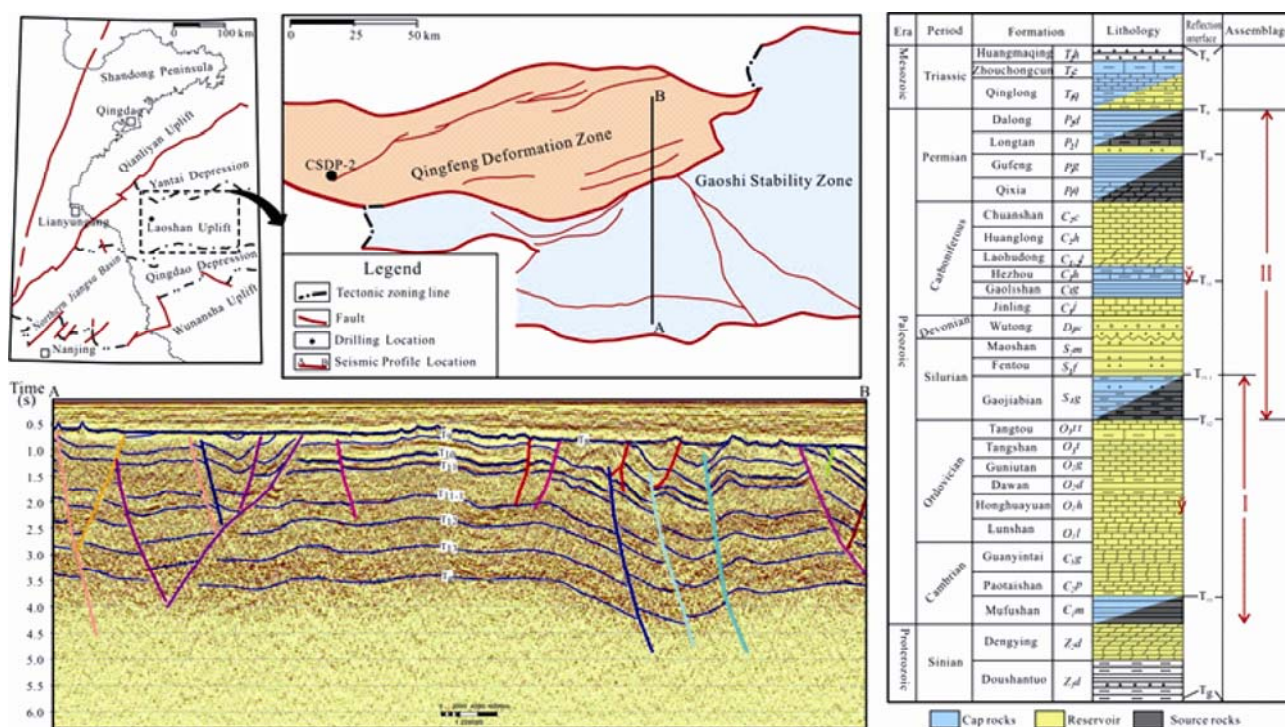 0 100 km
Shandong Peninsula
Qingdao
Qianliyan Uplift
Yantai Depression
Lianyungang
Laoshan Uplift
Qingdao Depression
Northern Jiangsu Basin
Wunansha Uplift
Nanjing
0 25 50 km
B
CSDP-2
Qingfeng Deformation Zone
Gaoshi Stability Zone
A
Legend
Tectonic zoning line
Fault
Drilling Location
Seismic Profile Location
Time
(s)
A
B
0.5
1.0
1.5
2.0
2.5
3.0
3.5
4.0
4.5
5.0
5.5
6.0
Era Period Formation Lithology Reflection interface Assemblag
Mesozoic
Triassic
Huangmaqing
Zhouchongcun
Qinglong
Paleozoic
Permian
Dalong
Longtan
Gufeng
Qixia
Carboniferous
Chuanshan
Huanglong
Laohudong
Hezhou
Gaolishan
Jinling
Devonian
Wutong
Silurian
Maoshan
Fentou
Gaojiabian
Ordovician
Tangtou
Tangshan
Guniutan
Dawan
Honghuayuan
Lunshan
Cambrian
Guanyintai
Paotaishan
Mufushan
Proterozoic
Sinian
Dengying
Doushantuo
Tg
II
I
Cap rocks
Reservoir
Source rocks